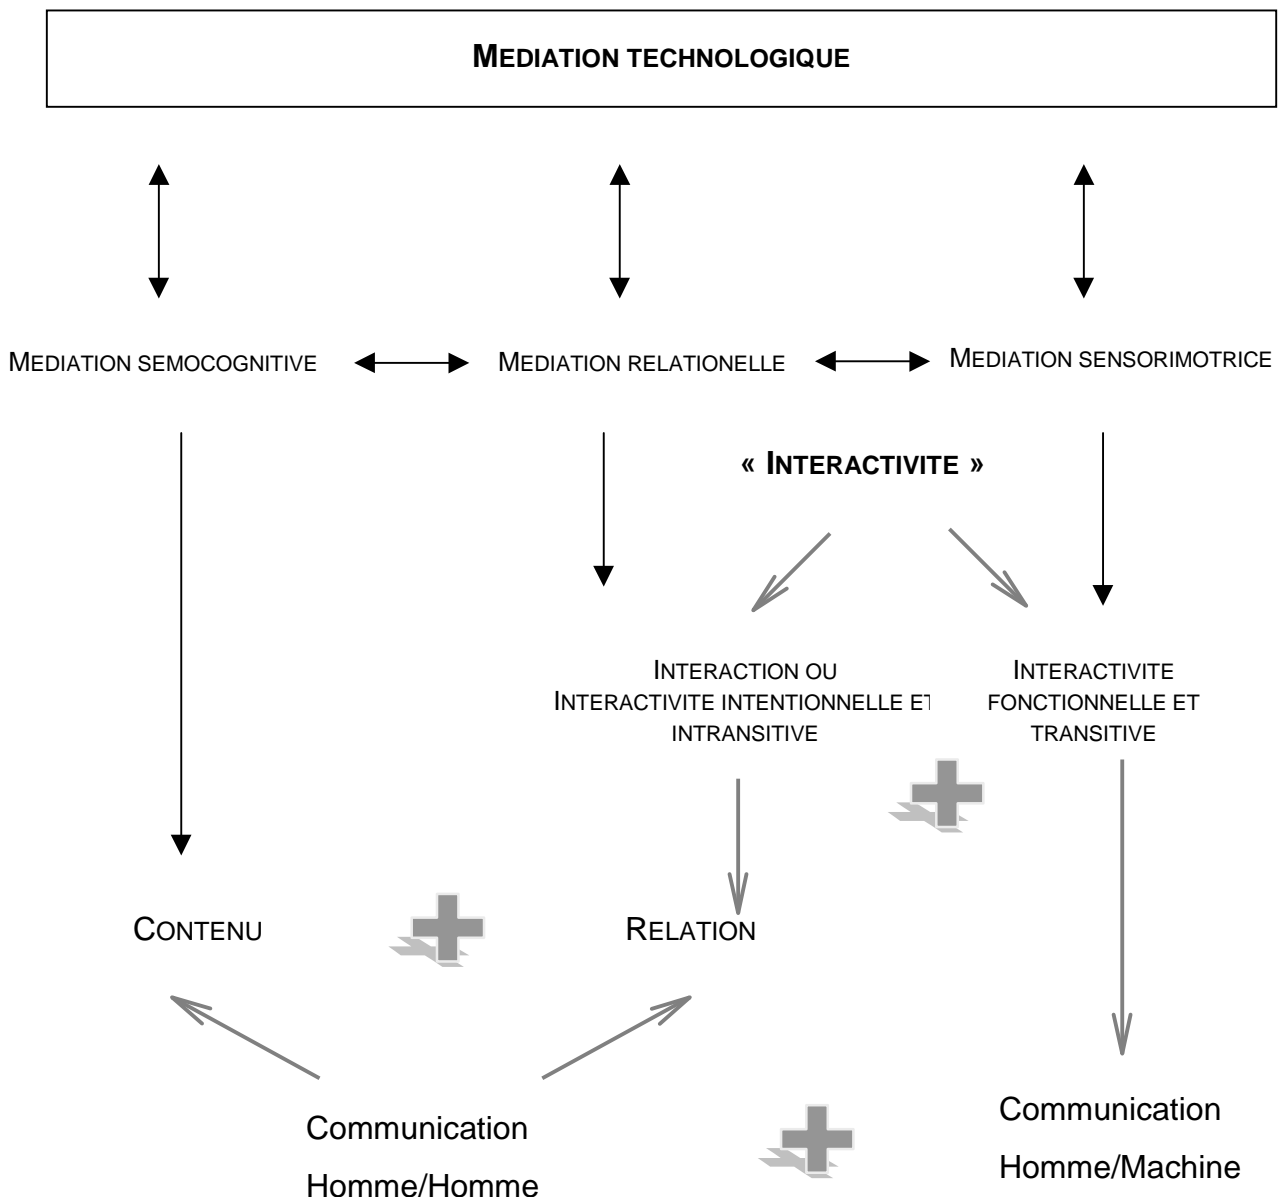 MEDIATION TECHNOLOGIQUE
MEDIATION SEMOCOGNITIVE
MEDIATION RELATIONELLE
MEDIATION SENSORIMOTRICE
« INTERACTIVITE »
INTERACTION OU
INTERACTIVITE INTENTIONNELLE ET
INTRANSITIVE
INTERACTIVITE
FONCTIONNELLE ET
TRANSITIVE
CONTENU
RELATION
Communication
Homme/Homme
Communication
Homme/Machine